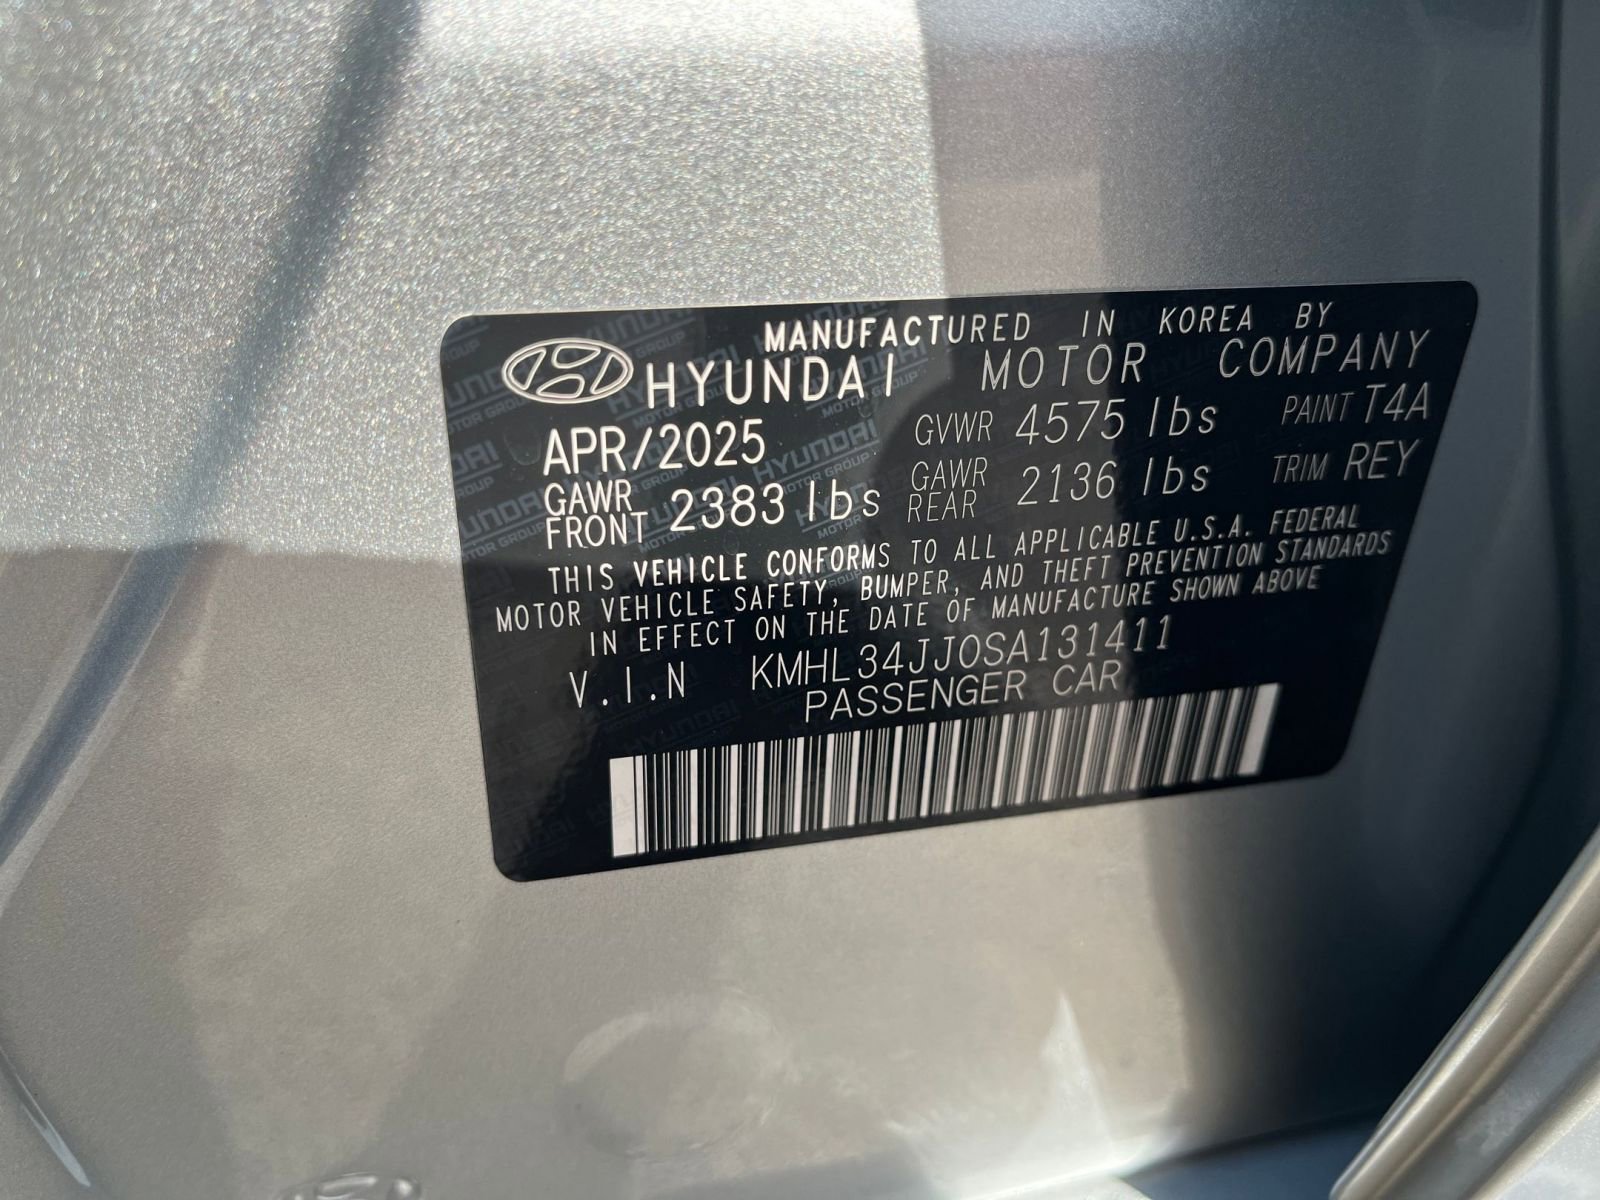 MANUFACTURED IN KOREA BY
HYUNDAI MOTOR COMPANY
APR/2025 GVWR 4575 lbs PAINT T4A
GAWR FRONT 2383 lbs GAWR REAR 2136 lbs TRIM REY
THIS VEHICLE CONFORMS TO ALL APPLICABLE U.S.A. FEDERAL
MOTOR VEHICLE SAFETY, BUMPER, AND THEFT PREVENTION STANDARDS
IN EFFECT ON THE DATE OF MANUFACTURE SHOWN ABOVE
V.I.N KMHL34JJ0SA131411
PASSENGER CAR